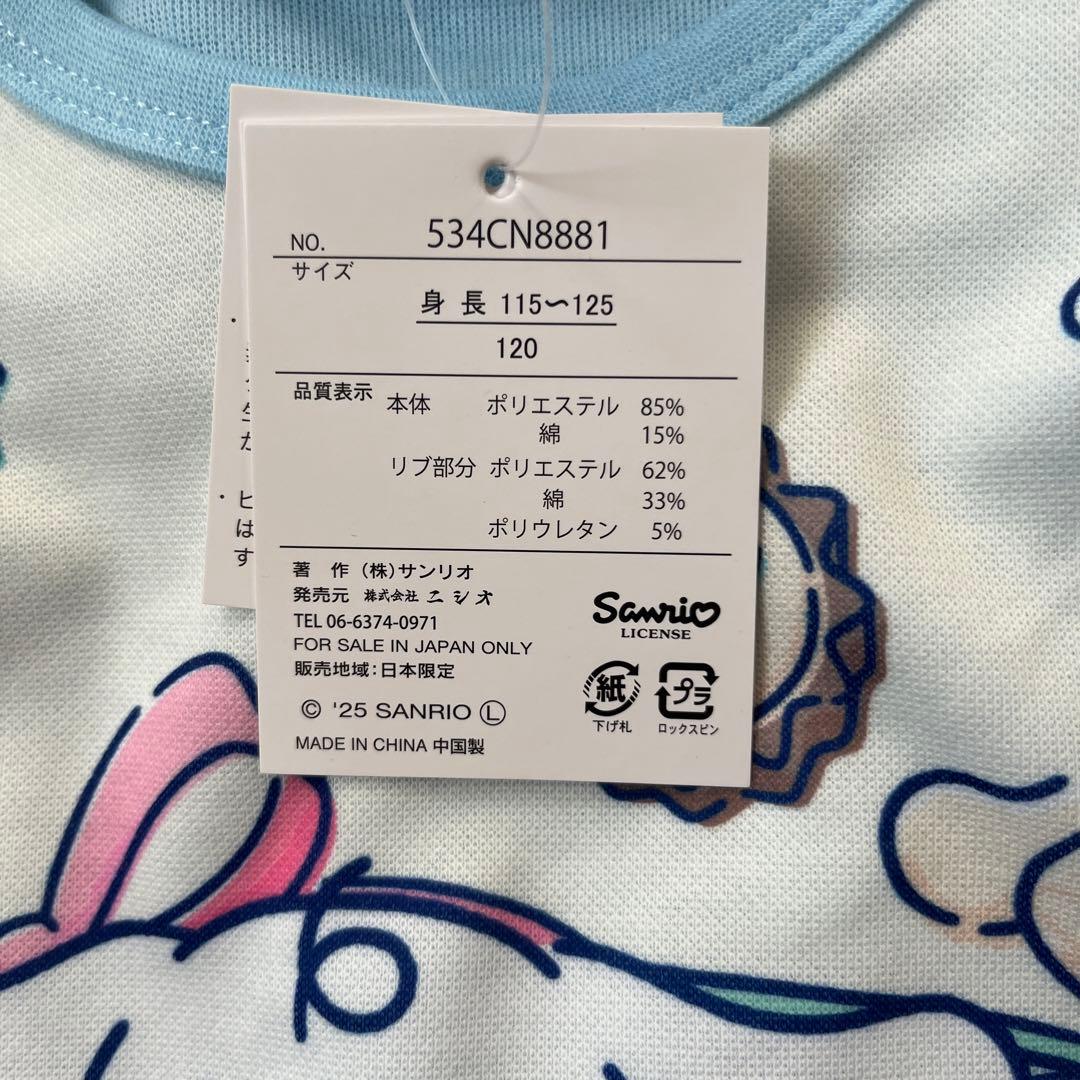 NO. 534CN8881
サイズ
身長 115〜125
120
品質表示 本体 ポリエステル 85%
綿 15%
リブ部分 ポリエステル 62%
綿 33%
ポリウレタン 5%
著 作 (株)サンリオ
発売元 株式会社 ニシオ
TEL 06-6374-0971
FOR SALE IN JAPAN ONLY
販売地域:日本限定
© '25 SANRIO Ⓛ
MADE IN CHINA 中国製
Sanrio
LICENSE
紙
下げ札
プラ
ロックスピン
・ヒ
は
す